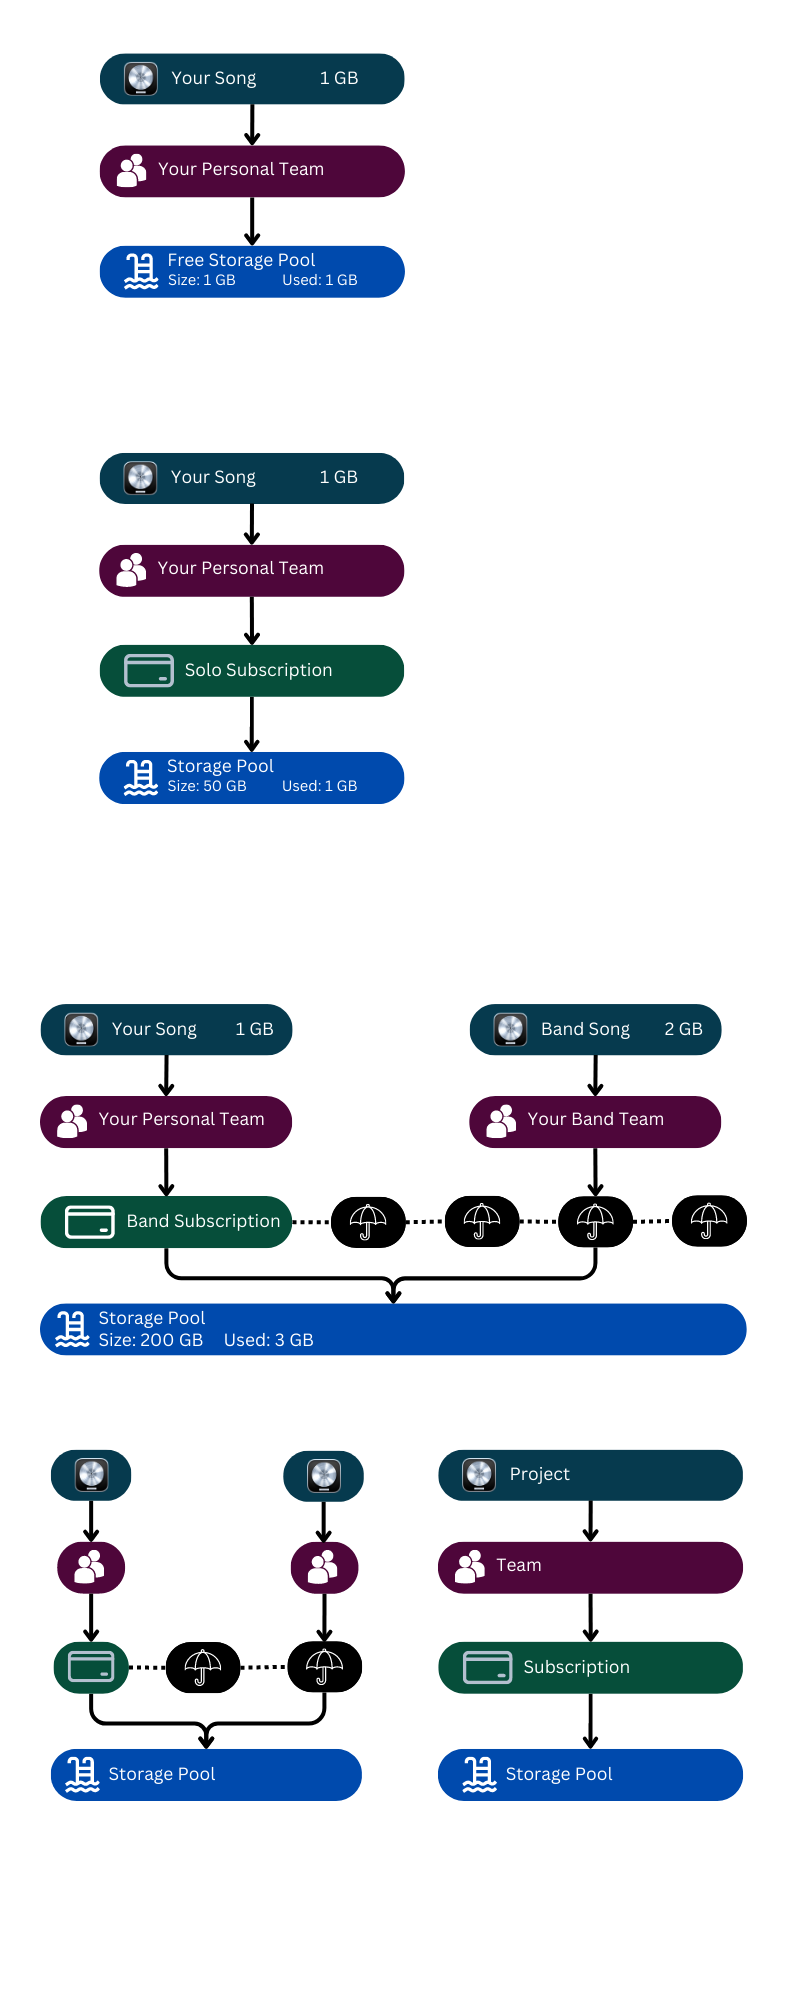 Your Song 1 GB
Your Personal Team
Free Storage Pool
Size: 1 GB Used: 1 GB
Your Song 1 GB
Your Personal Team
Solo Subscription
Storage Pool
Size: 50 GB Used: 1 GB
Your Song 1 GB
Band Song 2 GB
Your Personal Team
Your Band Team
Band Subscription
Storage Pool
Size: 200 GB Used: 3 GB
Project
Team
Subscription
Storage Pool
Storage Pool